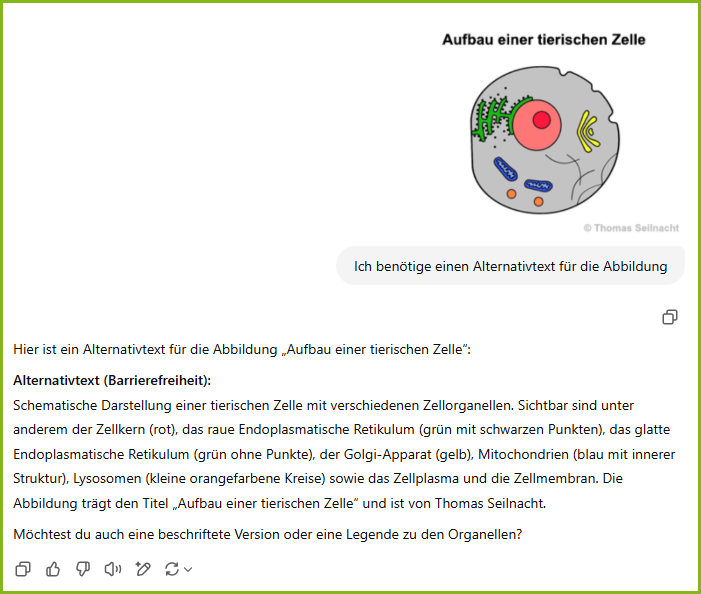 Aufbau einer tierischen Zelle
© Thomas Seilnacht
Ich benötige einen Alternativtext für die Abbildung
Hier ist ein Alternativtext für die Abbildung „Aufbau einer tierischen Zelle“:
Alternativtext (Barrierefreiheit):
Schematische Darstellung einer tierischen Zelle mit verschiedenen Zellorganellen. Sichtbar sind unter
anderem der Zellkern (rot), das raue Endoplasmatische Retikulum (grün mit schwarzen Punkten), das glatte
Endoplasmatische Retikulum (grün ohne Punkte), der Golgi-Apparat (gelb), Mitochondrien (blau mit innerer
Struktur), Lysosomen (kleine orangefarbene Kreise) sowie das Zellplasma und die Zellmembran. Die
Abbildung trägt den Titel „Aufbau einer tierischen Zelle“ und ist von Thomas Seilnacht.
Möchtest du auch eine beschriftete Version oder eine Legende zu den Organellen?